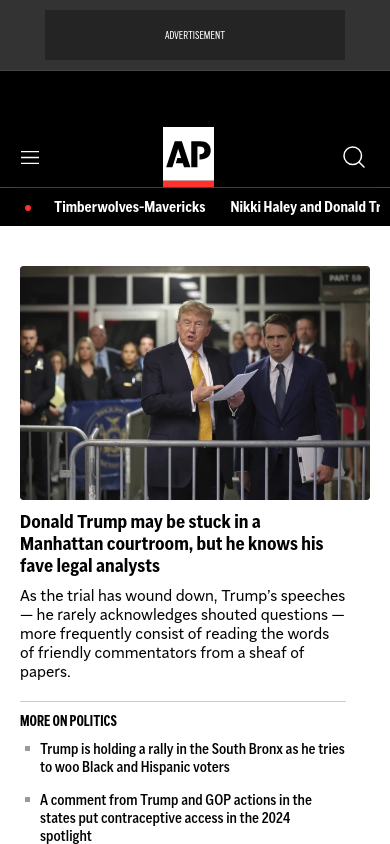 ADVERTISEMENT
AP
Timberwolves-Mavericks Nikki Haley and Donald Tr
PART 59
Donald Trump may be stuck in a
Manhattan courtroom, but he knows his
fave legal analysts
As the trial has wound down, Trump’s speeches
— he rarely acknowledges shouted questions —
more frequently consist of reading the words
of friendly commentators from a sheaf of
papers.
MORE ON POLITICS
Trump is holding a rally in the South Bronx as he tries
to woo Black and Hispanic voters
A comment from Trump and GOP actions in the
states put contraceptive access in the 2024
spotlight